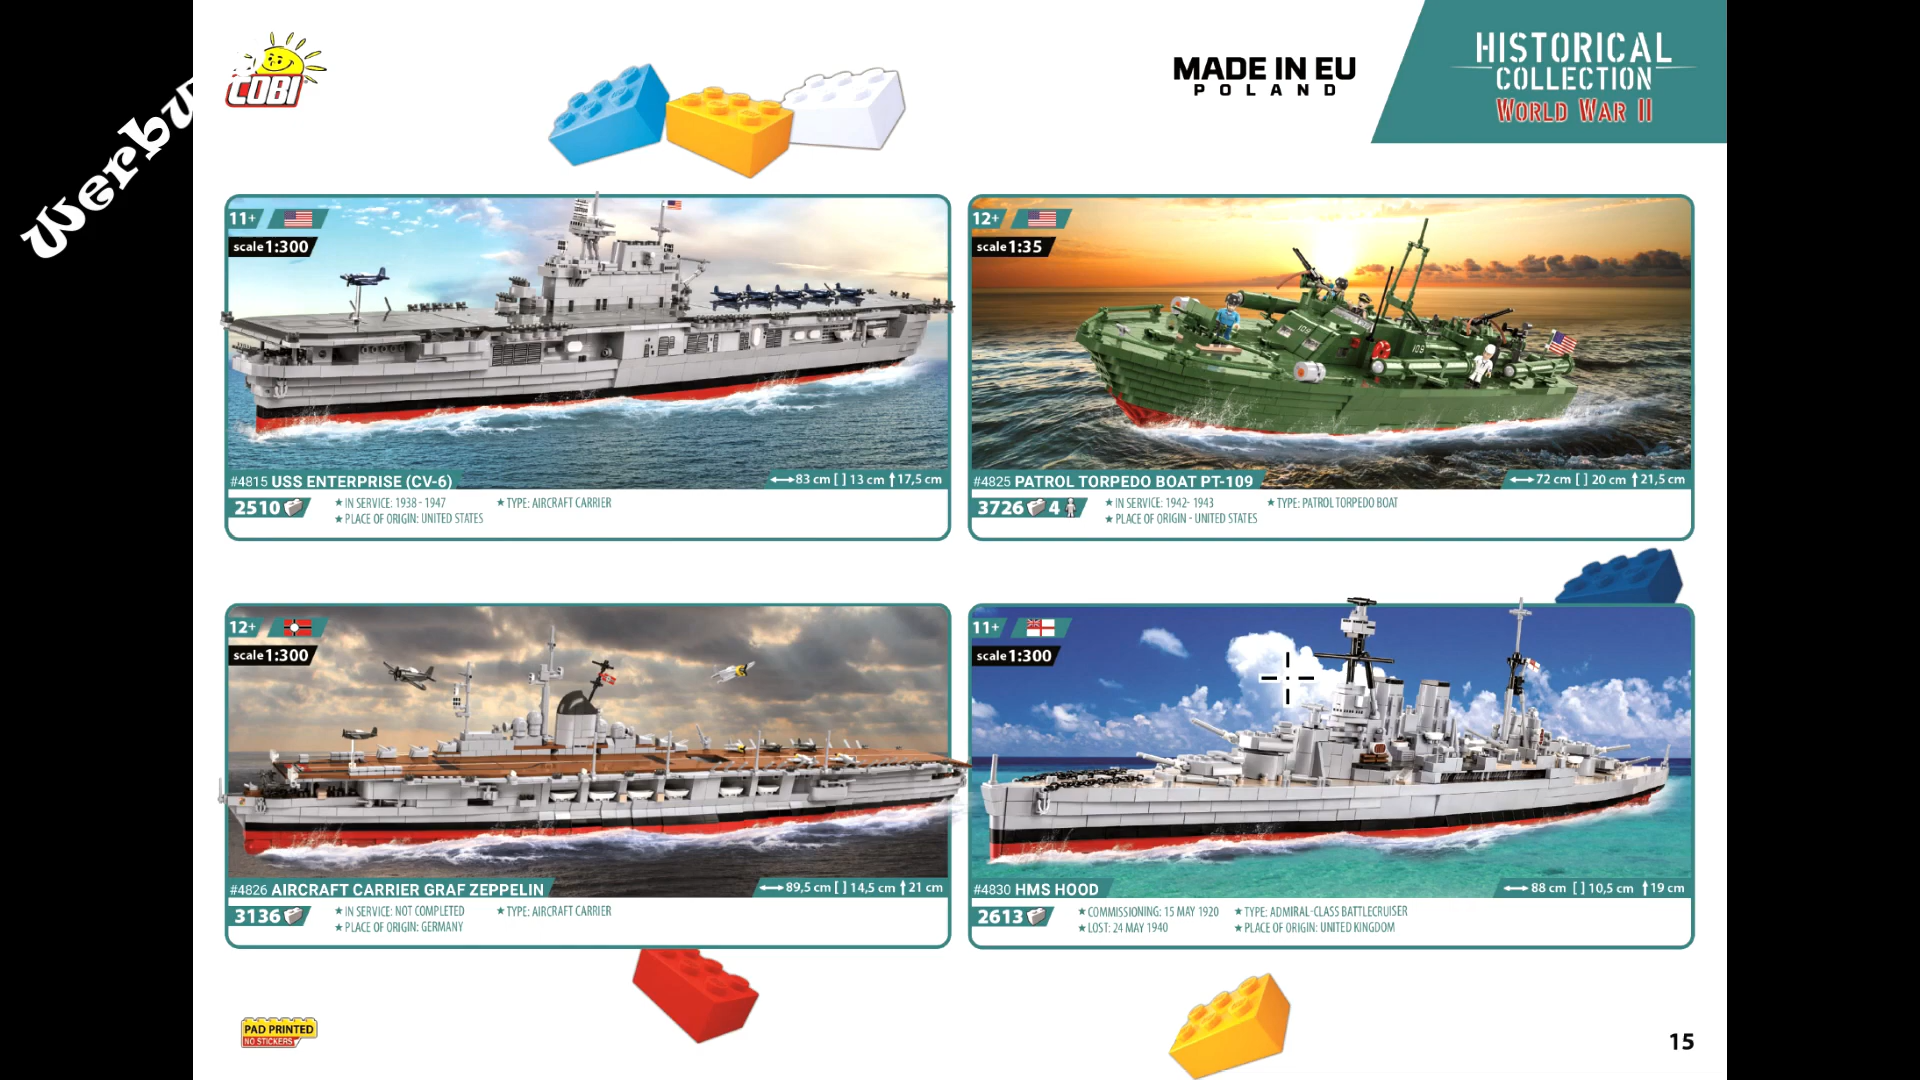 Werbu
COBI
MADE IN EU
POLAND
HISTORICAL
COLLECTION
WORLD WAR II
11+
scale 1:300
#4815 USS ENTERPRISE (CV-6)
83 cm [ ] 13 cm 17,5 cm
2510
★ IN SERVICE: 1938 - 1947
★ TYPE: AIRCRAFT CARRIER
★ PLACE OF ORIGIN: UNITED STATES
12+
scale 1:35
109
109
#4825 PATROL TORPEDO BOAT PT-109
72 cm [ ] 20 cm 21,5 cm
3726 4
★ IN SERVICE: 1942- 1943
★ TYPE: PATROL TORPEDO BOAT
★ PLACE OF ORIGIN - UNITED STATES
12+
scale 1:300
#4826 AIRCRAFT CARRIER GRAF ZEPPELIN
89,5 cm [ ] 14,5 cm 21 cm
3136
★ IN SERVICE: NOT COMPLETED
★ TYPE: AIRCRAFT CARRIER
★ PLACE OF ORIGIN: GERMANY
11+
scale 1:300
#4830 HMS HOOD
88 cm [ ] 10,5 cm 19 cm
2613
★ COMMISSIONING: 15 MAY 1920
★ TYPE: ADMIRAL-CLASS BATTLECRUISER
★ LOST: 24 MAY 1940
★ PLACE OF ORIGIN: UNITED KINGDOM
PAD PRINTED
NO STICKERS
15